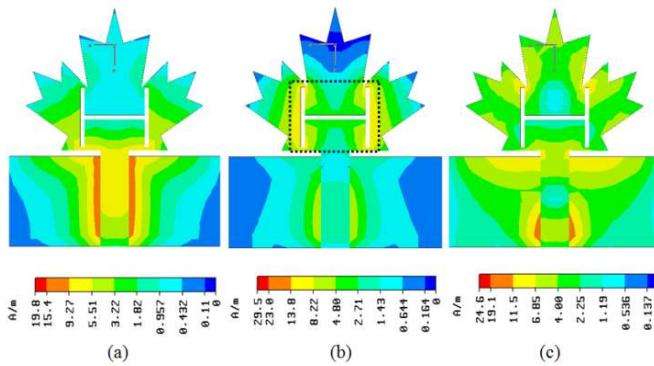 A/m 19.8 15.4 9.27 5.51 3.22 1.82 0.957 0.432 0.11 0
A/m 29.5 23.0 13.8 8.22 4.80 2.71 1.43 0.644 0.164 0
A/m 24.6 19.1 11.5 6.85 4.00 2.25 1.19 0.536 0.137
(a) (b) (c)